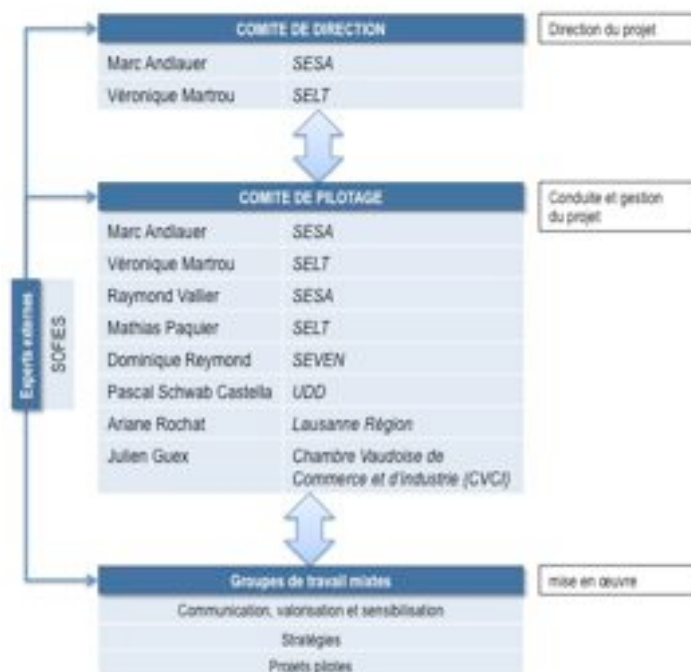 COMITE DE DIRECTION
Direction du projet
Marc Andlauer SESA
Véronique Martrou SELT
COMITE DE PILOTAGE
Conduite et gestion
du projet
Marc Andlauer SESA
Véronique Martrou SELT
Raymond Vallier SESA
Mathias Paquier SELT
Dominique Reymond SEVEN
Pascal Schwab Castella UDD
Ariane Rochat Lausanne Région
Julien Guex Chambre Vaudoise de
Commerce et d'industrie (CVCI)
Experts externes
SOFIES
Groupes de travail mixtes
mise en œuvre
Communication, valorisation et sensibilisation
Stratégies
Projets pilotes